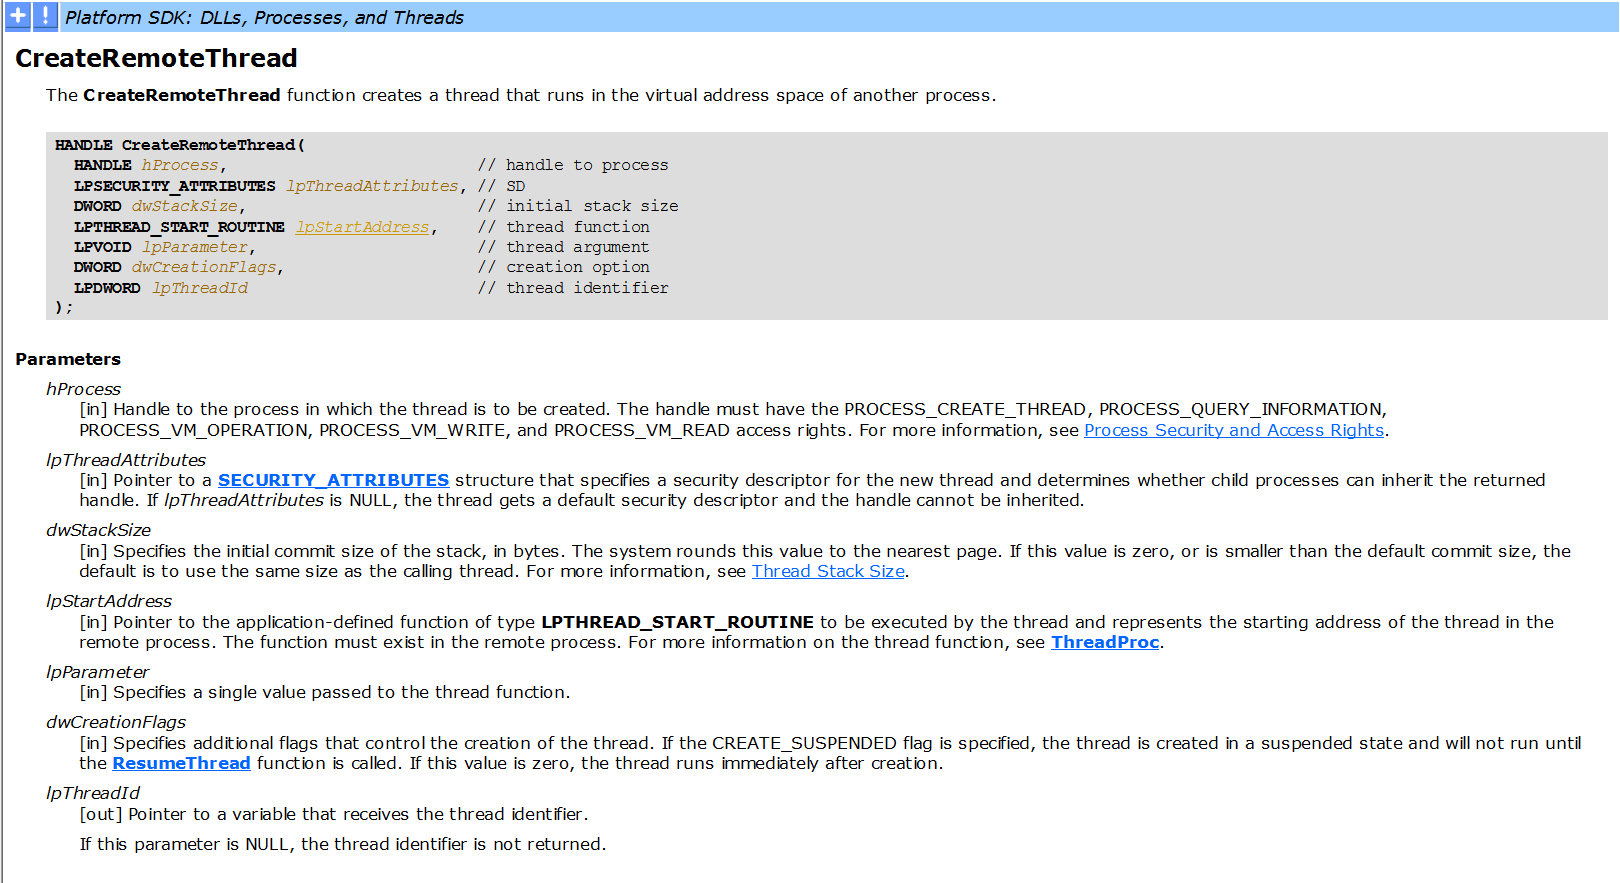 Platform SDK: DLLs, Processes, and Threads
CreateRemoteThread
The CreateRemoteThread function creates a thread that runs in the virtual address space of another process.
HANDLE CreateRemoteThread(
  HANDLE hProcess,                          // handle to process
  LPSECURITY_ATTRIBUTES lpThreadAttributes, // SD
  DWORD dwStackSize,                        // initial stack size
  LPTHREAD_START_ROUTINE lpStartAddress,    // thread function
  LPVOID lpParameter,                       // thread argument
  DWORD dwCreationFlags,                    // creation option
  LPDWORD lpThreadId                        // thread identifier
);
Parameters
hProcess
[in] Handle to the process in which the thread is to be created. The handle must have the PROCESS_CREATE_THREAD, PROCESS_QUERY_INFORMATION,
PROCESS_VM_OPERATION, PROCESS_VM_WRITE, and PROCESS_VM_READ access rights. For more information, see Process Security and Access Rights.
lpThreadAttributes
[in] Pointer to a SECURITY_ATTRIBUTES structure that specifies a security descriptor for the new thread and determines whether child processes can inherit the returned
handle. If lpThreadAttributes is NULL, the thread gets a default security descriptor and the handle cannot be inherited.
dwStackSize
[in] Specifies the initial commit size of the stack, in bytes. The system rounds this value to the nearest page. If this value is zero, or is smaller than the default commit size, the
default is to use the same size as the calling thread. For more information, see Thread Stack Size.
lpStartAddress
[in] Pointer to the application-defined function of type LPTHREAD_START_ROUTINE to be executed by the thread and represents the starting address of the thread in the
remote process. The function must exist in the remote process. For more information on the thread function, see ThreadProc.
lpParameter
[in] Specifies a single value passed to the thread function.
dwCreationFlags
[in] Specifies additional flags that control the creation of the thread. If the CREATE_SUSPENDED flag is specified, the thread is created in a suspended state and will not run until
the ResumeThread function is called. If this value is zero, the thread runs immediately after creation.
lpThreadId
[out] Pointer to a variable that receives the thread identifier.
If this parameter is NULL, the thread identifier is not returned.